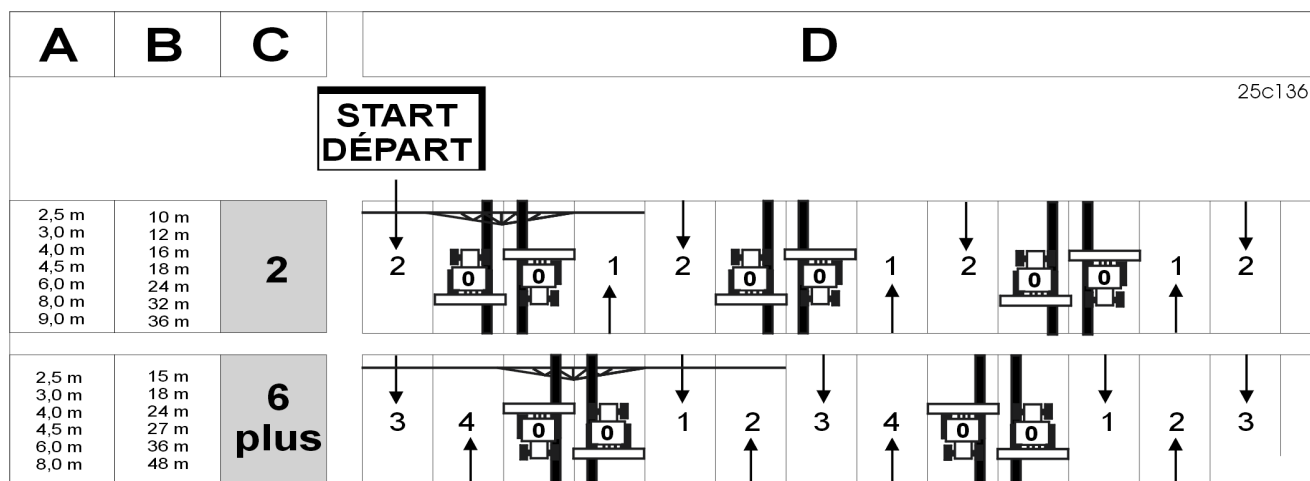 A B C D
25c136
START
DÉPART
2,5 m 10 m
3,0 m 12 m
4,0 m 16 m
4,5 m 18 m
6,0 m 24 m
8,0 m 32 m
9,0 m 36 m
2
2 0 0 1 2 0 0 1 2 0 0 1 2
2,5 m 15 m
3,0 m 18 m
4,0 m 24 m
4,5 m 27 m
6,0 m 36 m
8,0 m 48 m
6
plus
3 4 0 0 1 2 3 4 0 0 1 2 3